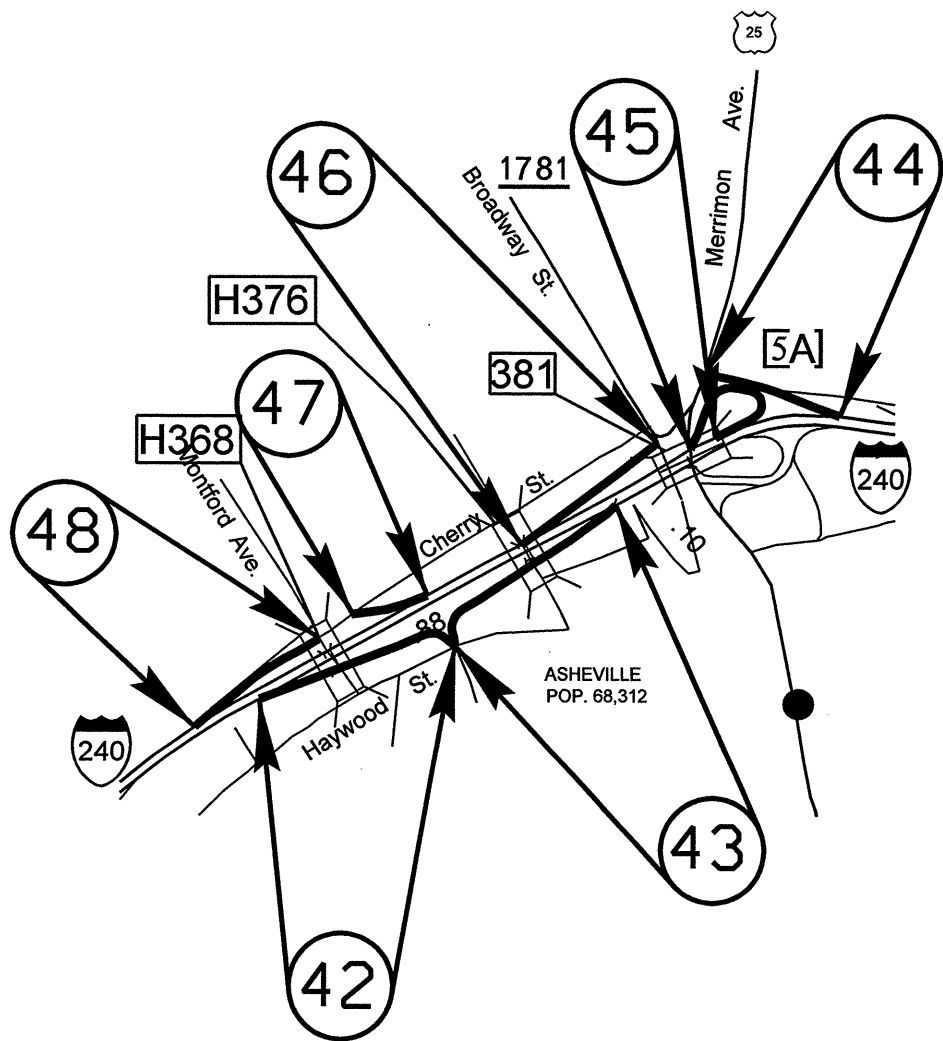 25
45
44
46
1781
Broadway St.
Merrimon Ave.
H376
5A]
381
47
H368
Montford Ave.
Cherry St.
240
48
.10
.38
ASHEVILLE
POP. 68,312
Haywood St.
240
43
42